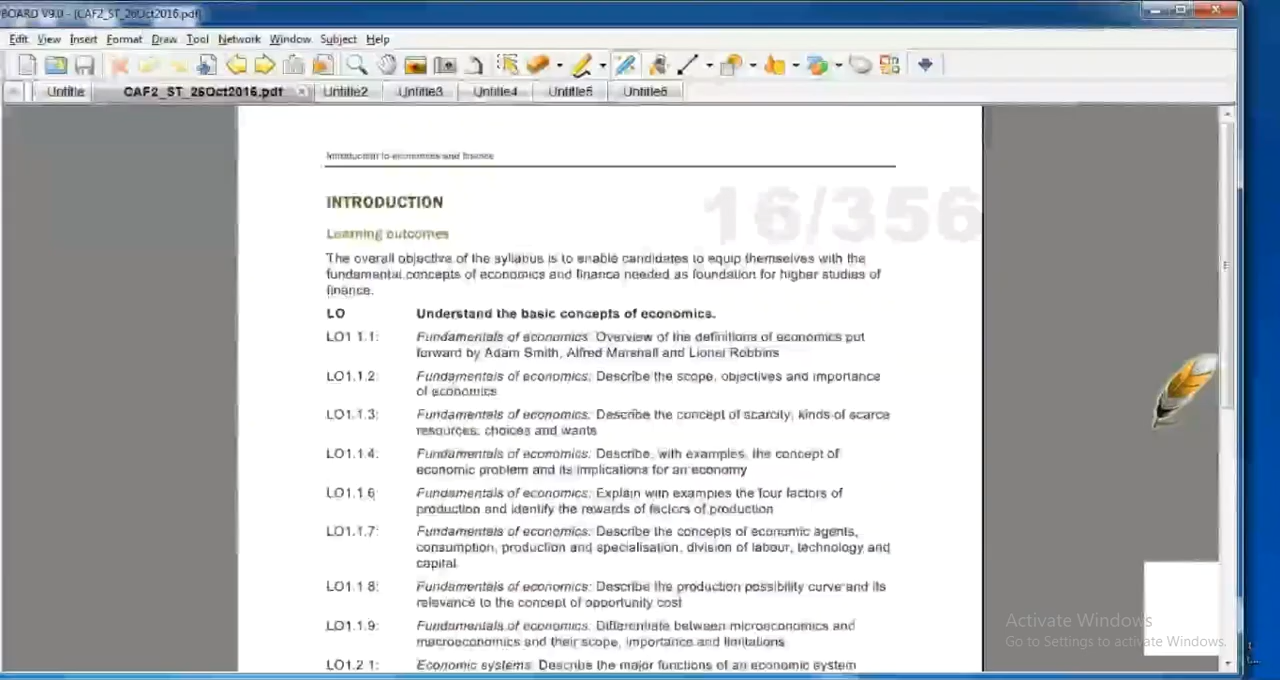 BOARD V9.0 - [CAF2_ST_26Oct2016.pdf]
Edit View Insert Format Draw Tool Network Window Subject Help
Untitle CAF2_ST_26Oct2016.pdf × Untitle2 Untitle3 Untitle4 Untitle5 Untitle6
Introduction to economics and finance
16/356
INTRODUCTION
Learning outcomes
The overall objective of the syllabus is to enable candidates to equip themselves with the
fundamental concepts of economics and finance needed as foundation for higher studies of
finance.
LO Understand the basic concepts of economics.
LO1 1.1: Fundamentals of economics: Overview of the definitions of economics put
forward by Adam Smith, Alfred Marshall and Lionel Robbins
LO1.1.2: Fundamentals of economics: Describe the scope, objectives and importance
of economics
LO1.1.3: Fundamentals of economics: Describe the concept of scarcity, kinds of scarce
resources, choices and wants
LO1.1.4: Fundamentals of economics: Describe, with examples, the concept of
economic problem and its implications for an economy
LO1.1.6: Fundamentals of economics: Explain with examples the four factors of
production and identify the rewards of factors of production
LO1.1.7: Fundamentals of economics: Describe the concepts of economic agents,
consumption, production and specialisation, division of labour, technology and
capital
LO1.1 8: Fundamentals of economics: Describe the production possibility curve and its
relevance to the concept of opportunity cost
LO1.1.9: Fundamentals of economics: Differentiate between microeconomics and
macroeconomics and their scope, importance and limitations
LO1.2 1: Economic systems: Describe the major functions of an economic system
Activate Windows
Go to Settings to activate Windows.